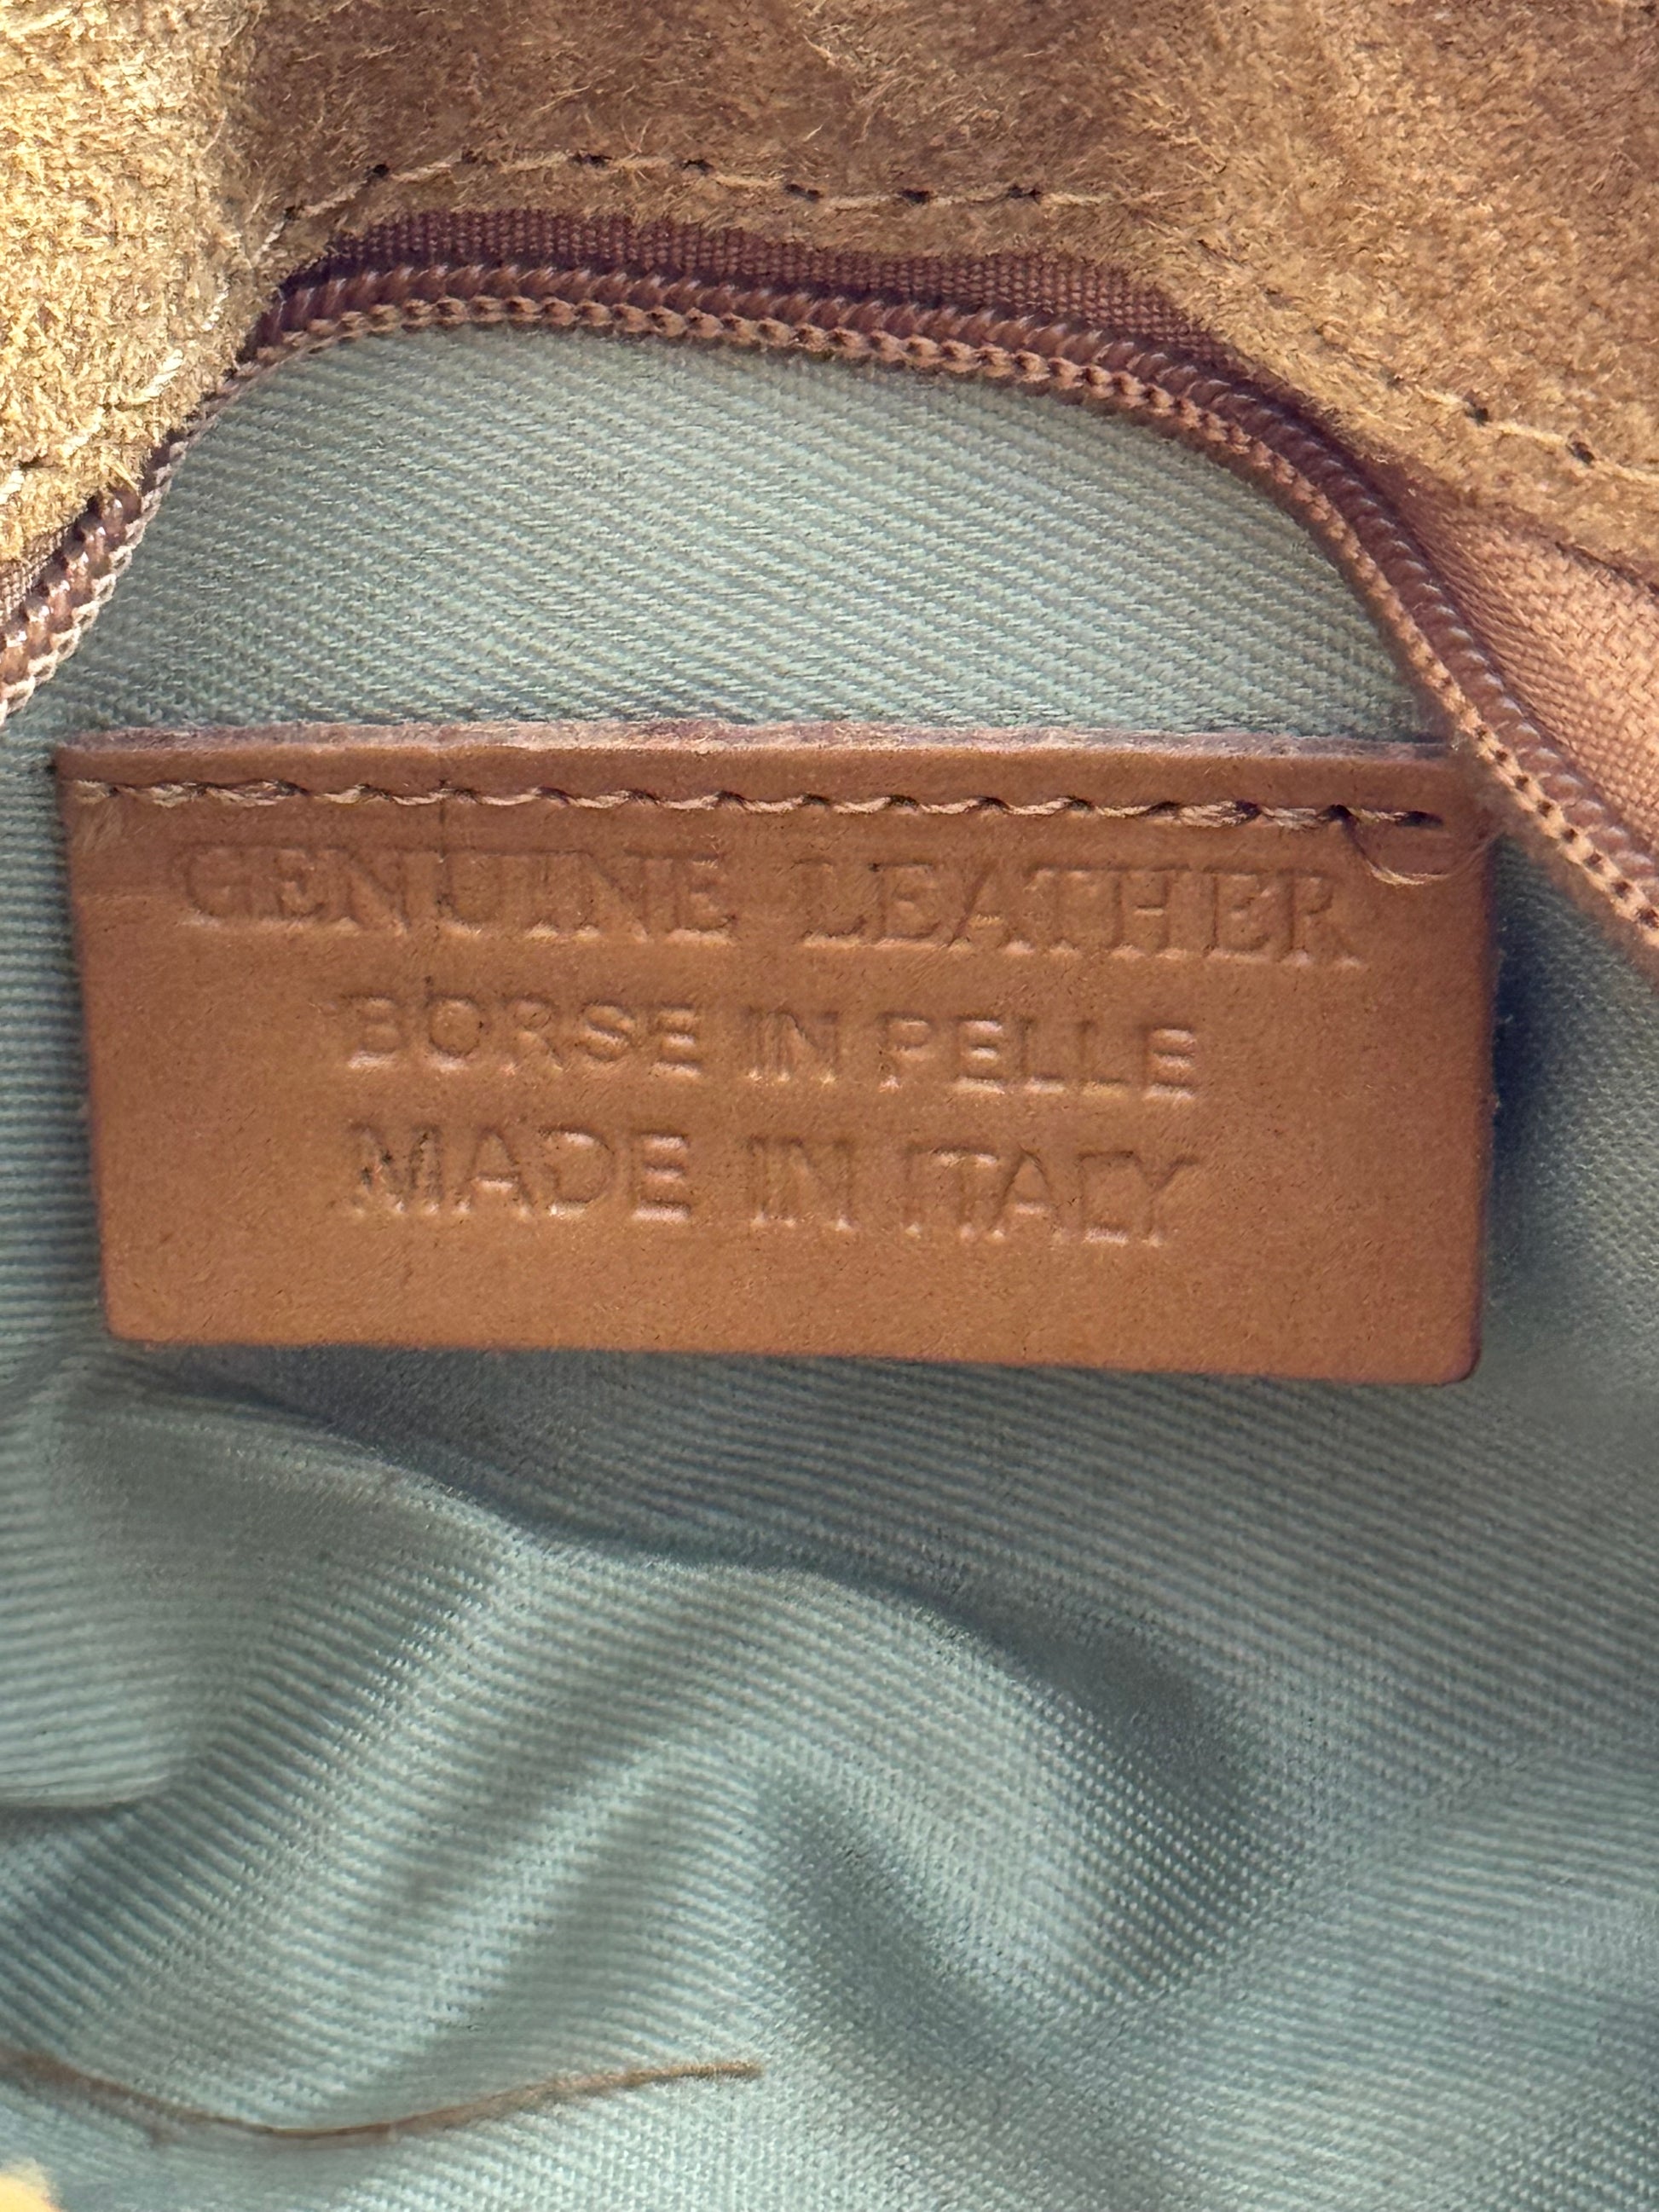 GENUINE LEATHER
BORSE IN PELLE
MADE IN ITALY